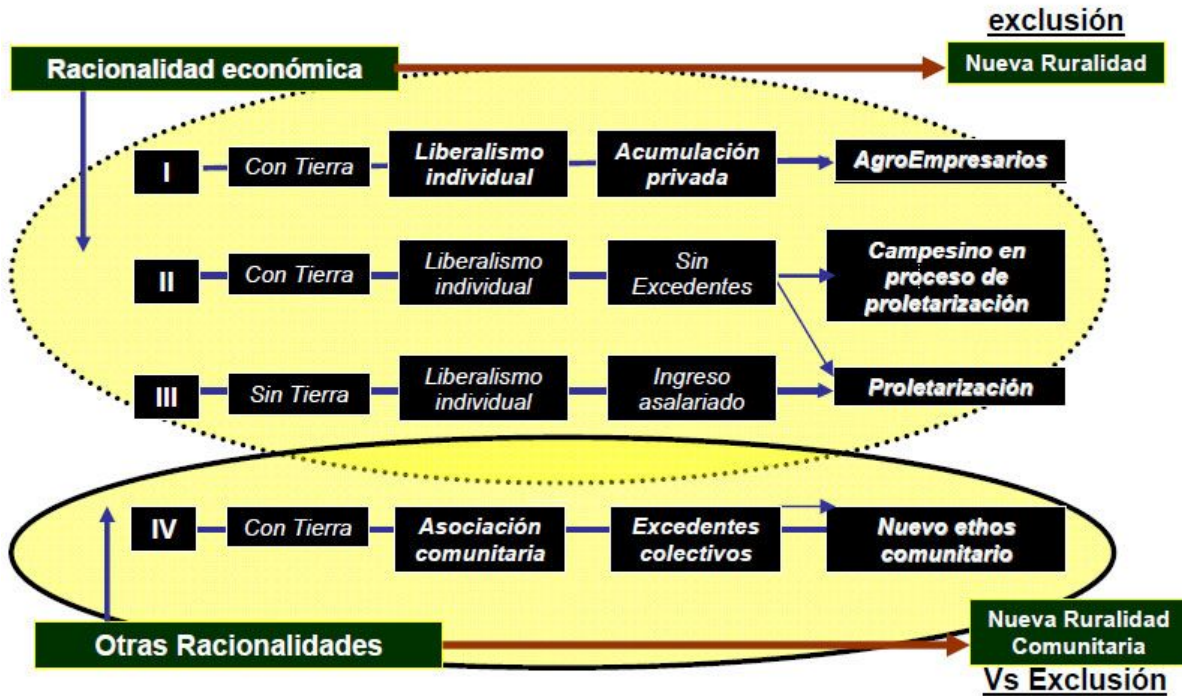 exclusión
Racionalidad económica
Nueva Ruralidad
I
Con Tierra
Liberalismo
individual
Acumulación
privada
AgroEmpresarios
II
Con Tierra
Liberalismo
individual
Sin
Excedentes
Campesino en
proceso de
proletarización
III
Sin Tierra
Liberalismo
individual
Ingreso
asalariado
Proletarización
IV
Con Tierra
Asociación
comunitaria
Excedentes
colectivos
Nuevo ethos
comunitario
Otras Racionalidades
Nueva Ruralidad
Comunitaria
Vs Exclusión